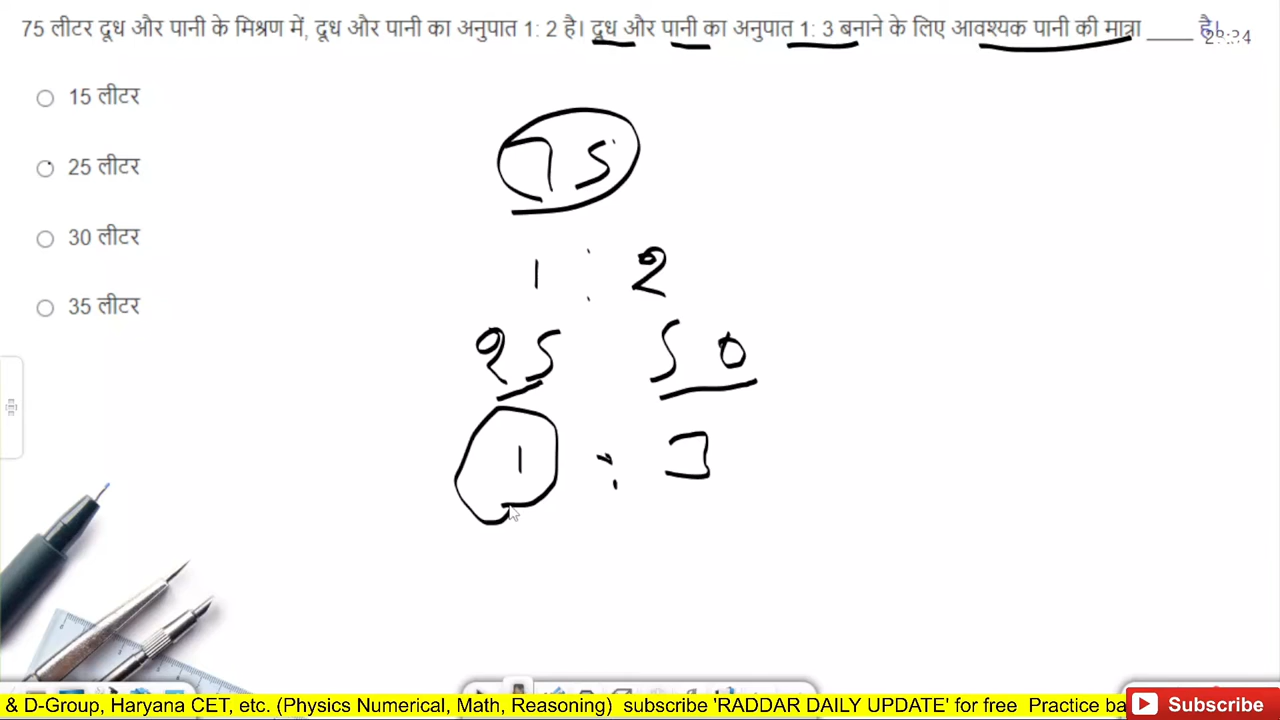 75 लीटर दूध और पानी के मिश्रण में, दूध और पानी का अनुपात 1: 2 है। दूध और पानी का अनुपात 1: 3 बनाने के लिए आवश्यक पानी की मात्रा ____ है।
15 लीटर
25 लीटर
30 लीटर
35 लीटर
75
1 : 2
25 50
1 : 3
& D-Group, Haryana CET, etc. (Physics Numerical, Math, Reasoning) subscribe 'RADDAR DAILY UPDATE' for free Practice ba
Subscribe